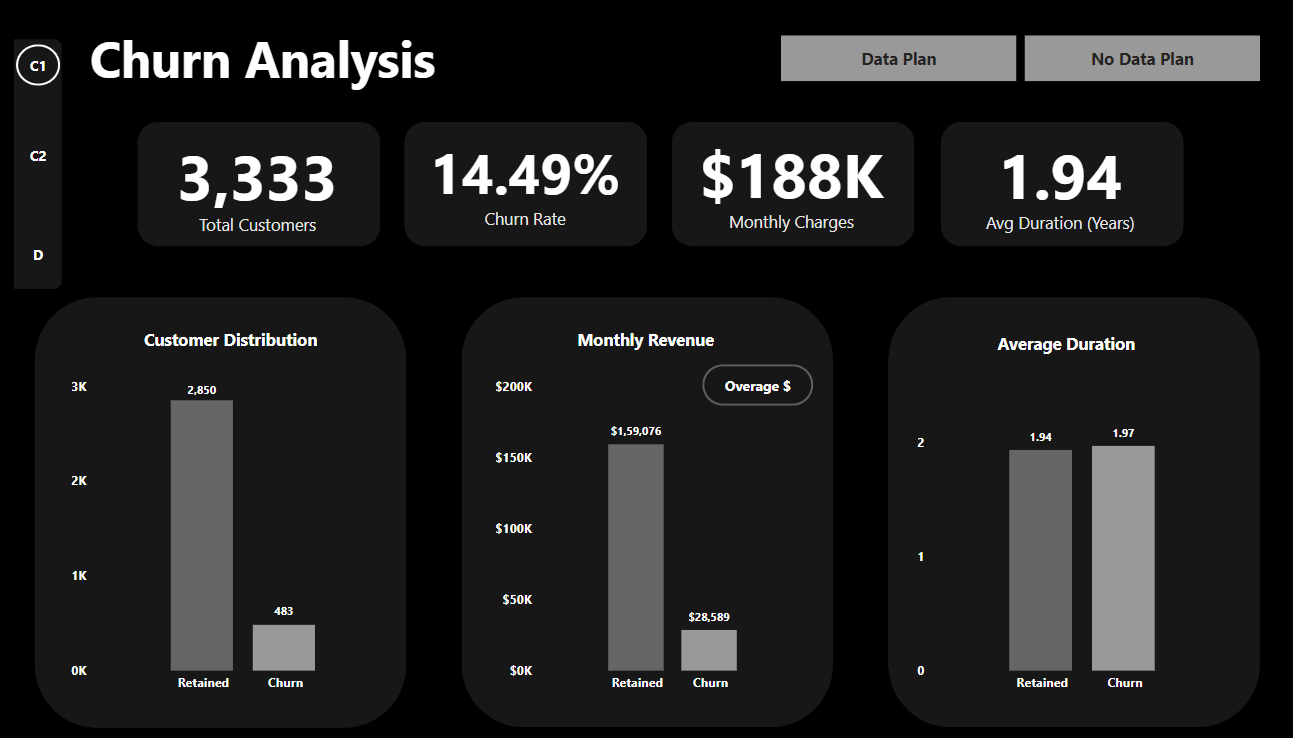 C1
C2
D
Churn Analysis
Data Plan
No Data Plan
3,333
Total Customers
14.49%
Churn Rate
$188K
Monthly Charges
1.94
Avg Duration (Years)
Customer Distribution
3K
2K
1K
0K
2,850
483
Retained
Churn
Monthly Revenue
Overage $
$200K
$150K
$100K
$50K
$0K
$1,59,076
$28,589
Retained
Churn
Average Duration
2
1
0
1.94
1.97
Retained
Churn